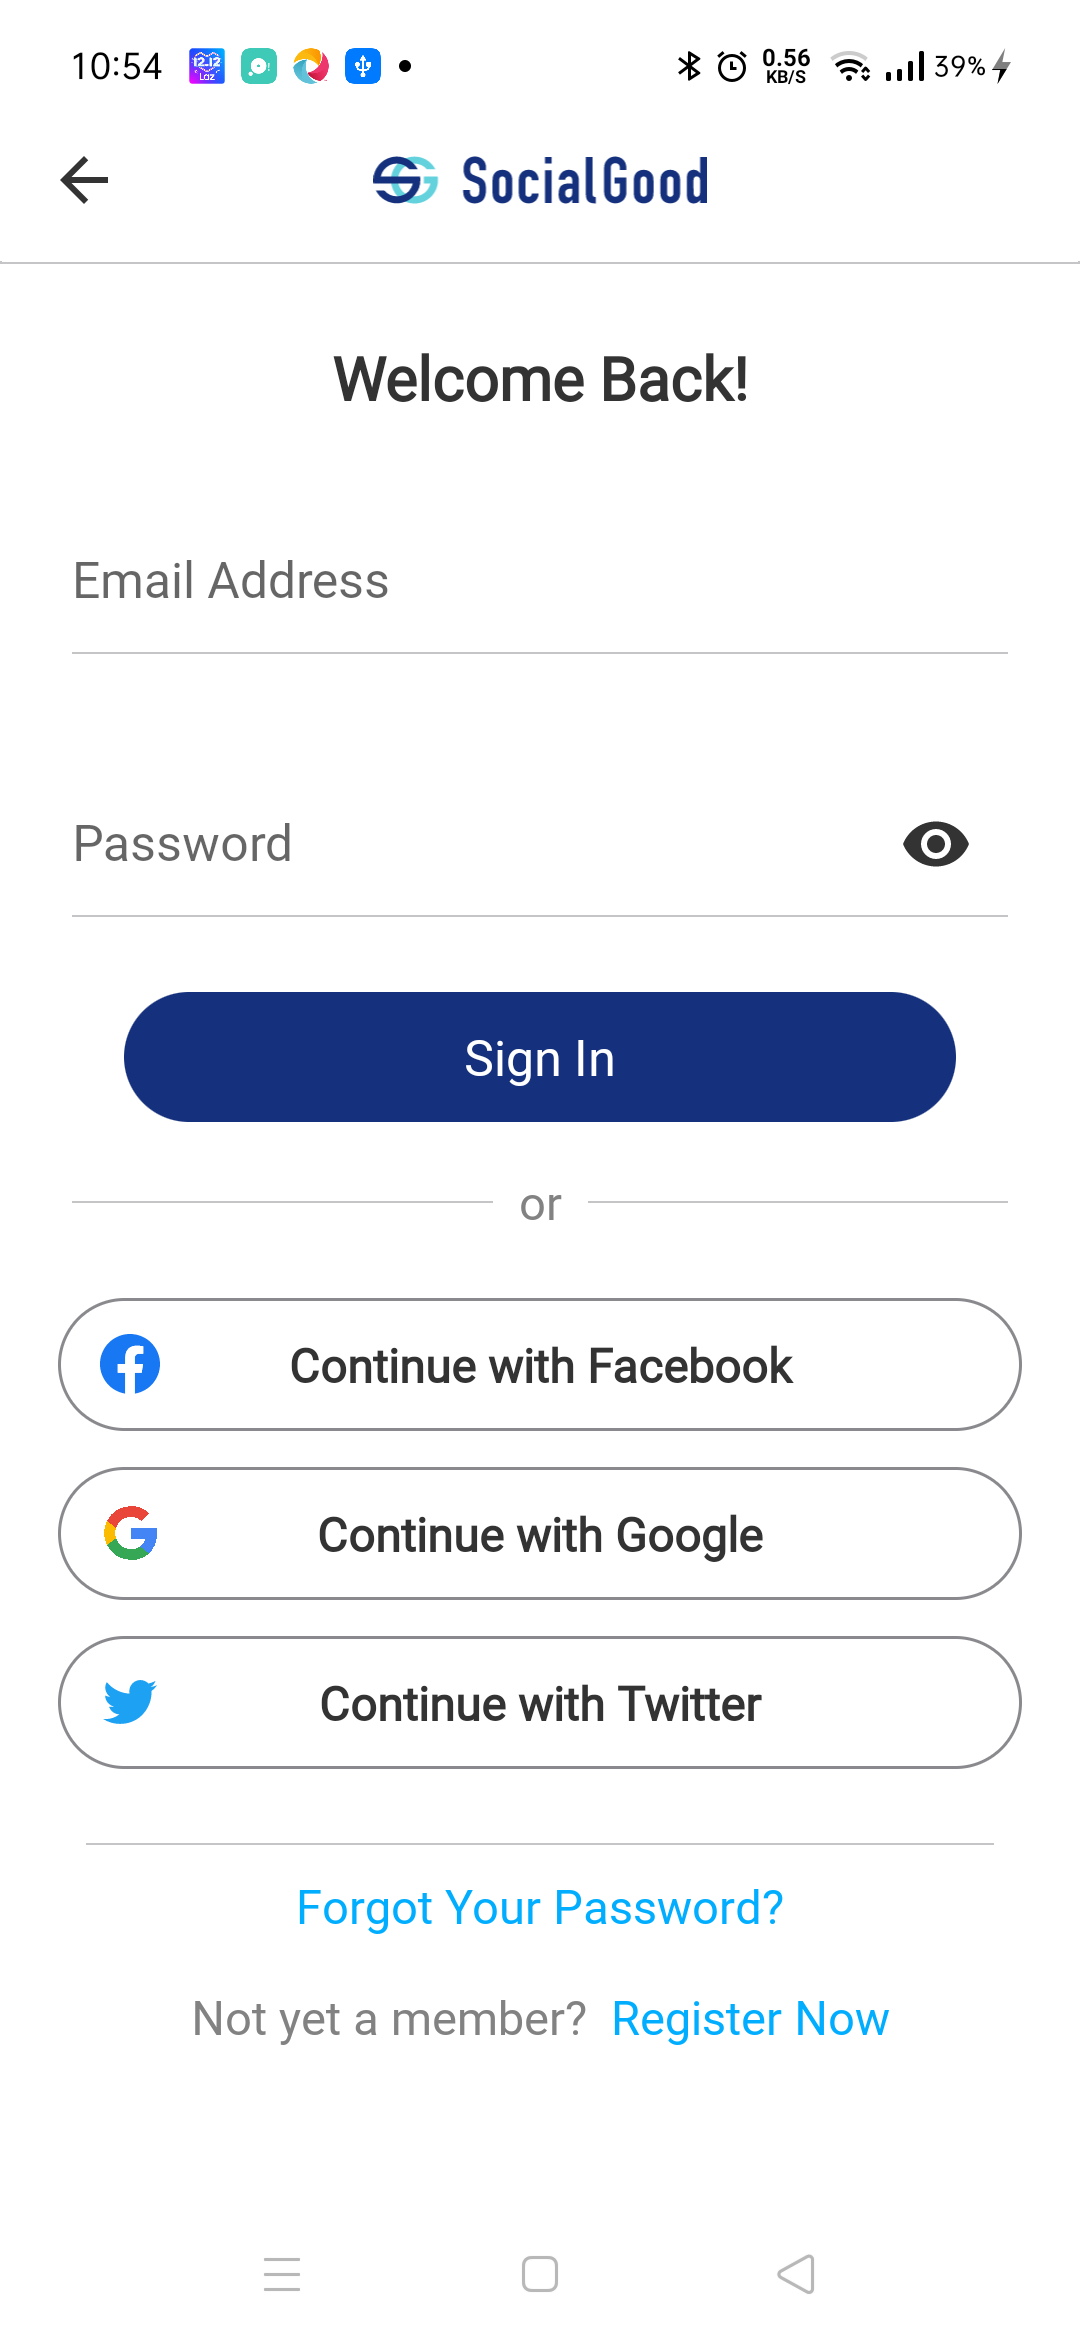 10:54 12.12 Laz 0.56 KB/S 39%
SocialGood
Welcome Back!
Email Address
Password
Sign In
or
Continue with Facebook
Continue with Google
Continue with Twitter
Forgot Your Password?
Not yet a member? Register Now